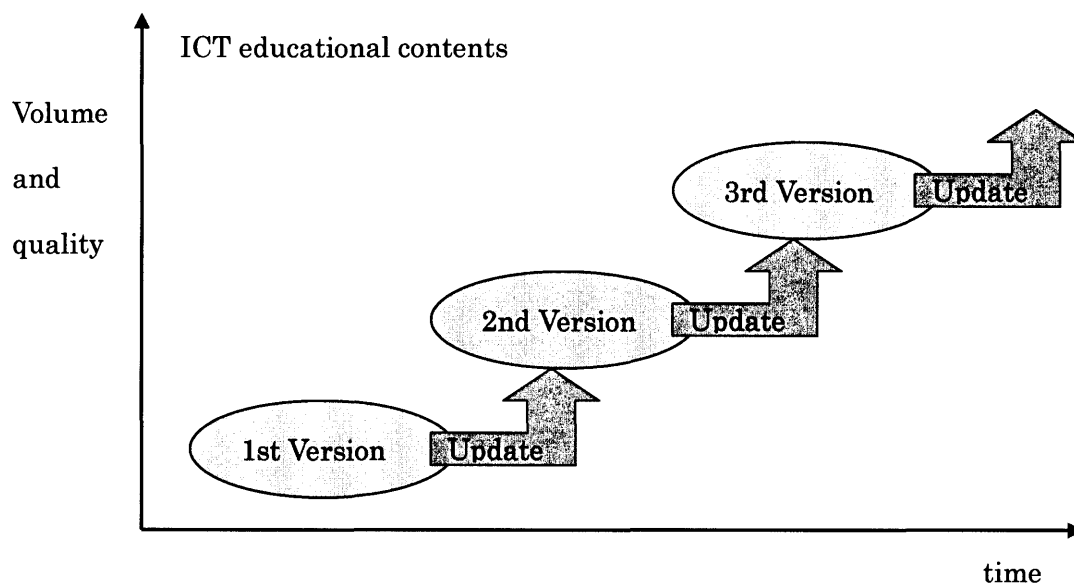 ICT educational contents
Volume
and
quality
3rd Version
Update
2nd Version
Update
1st Version
Update
time